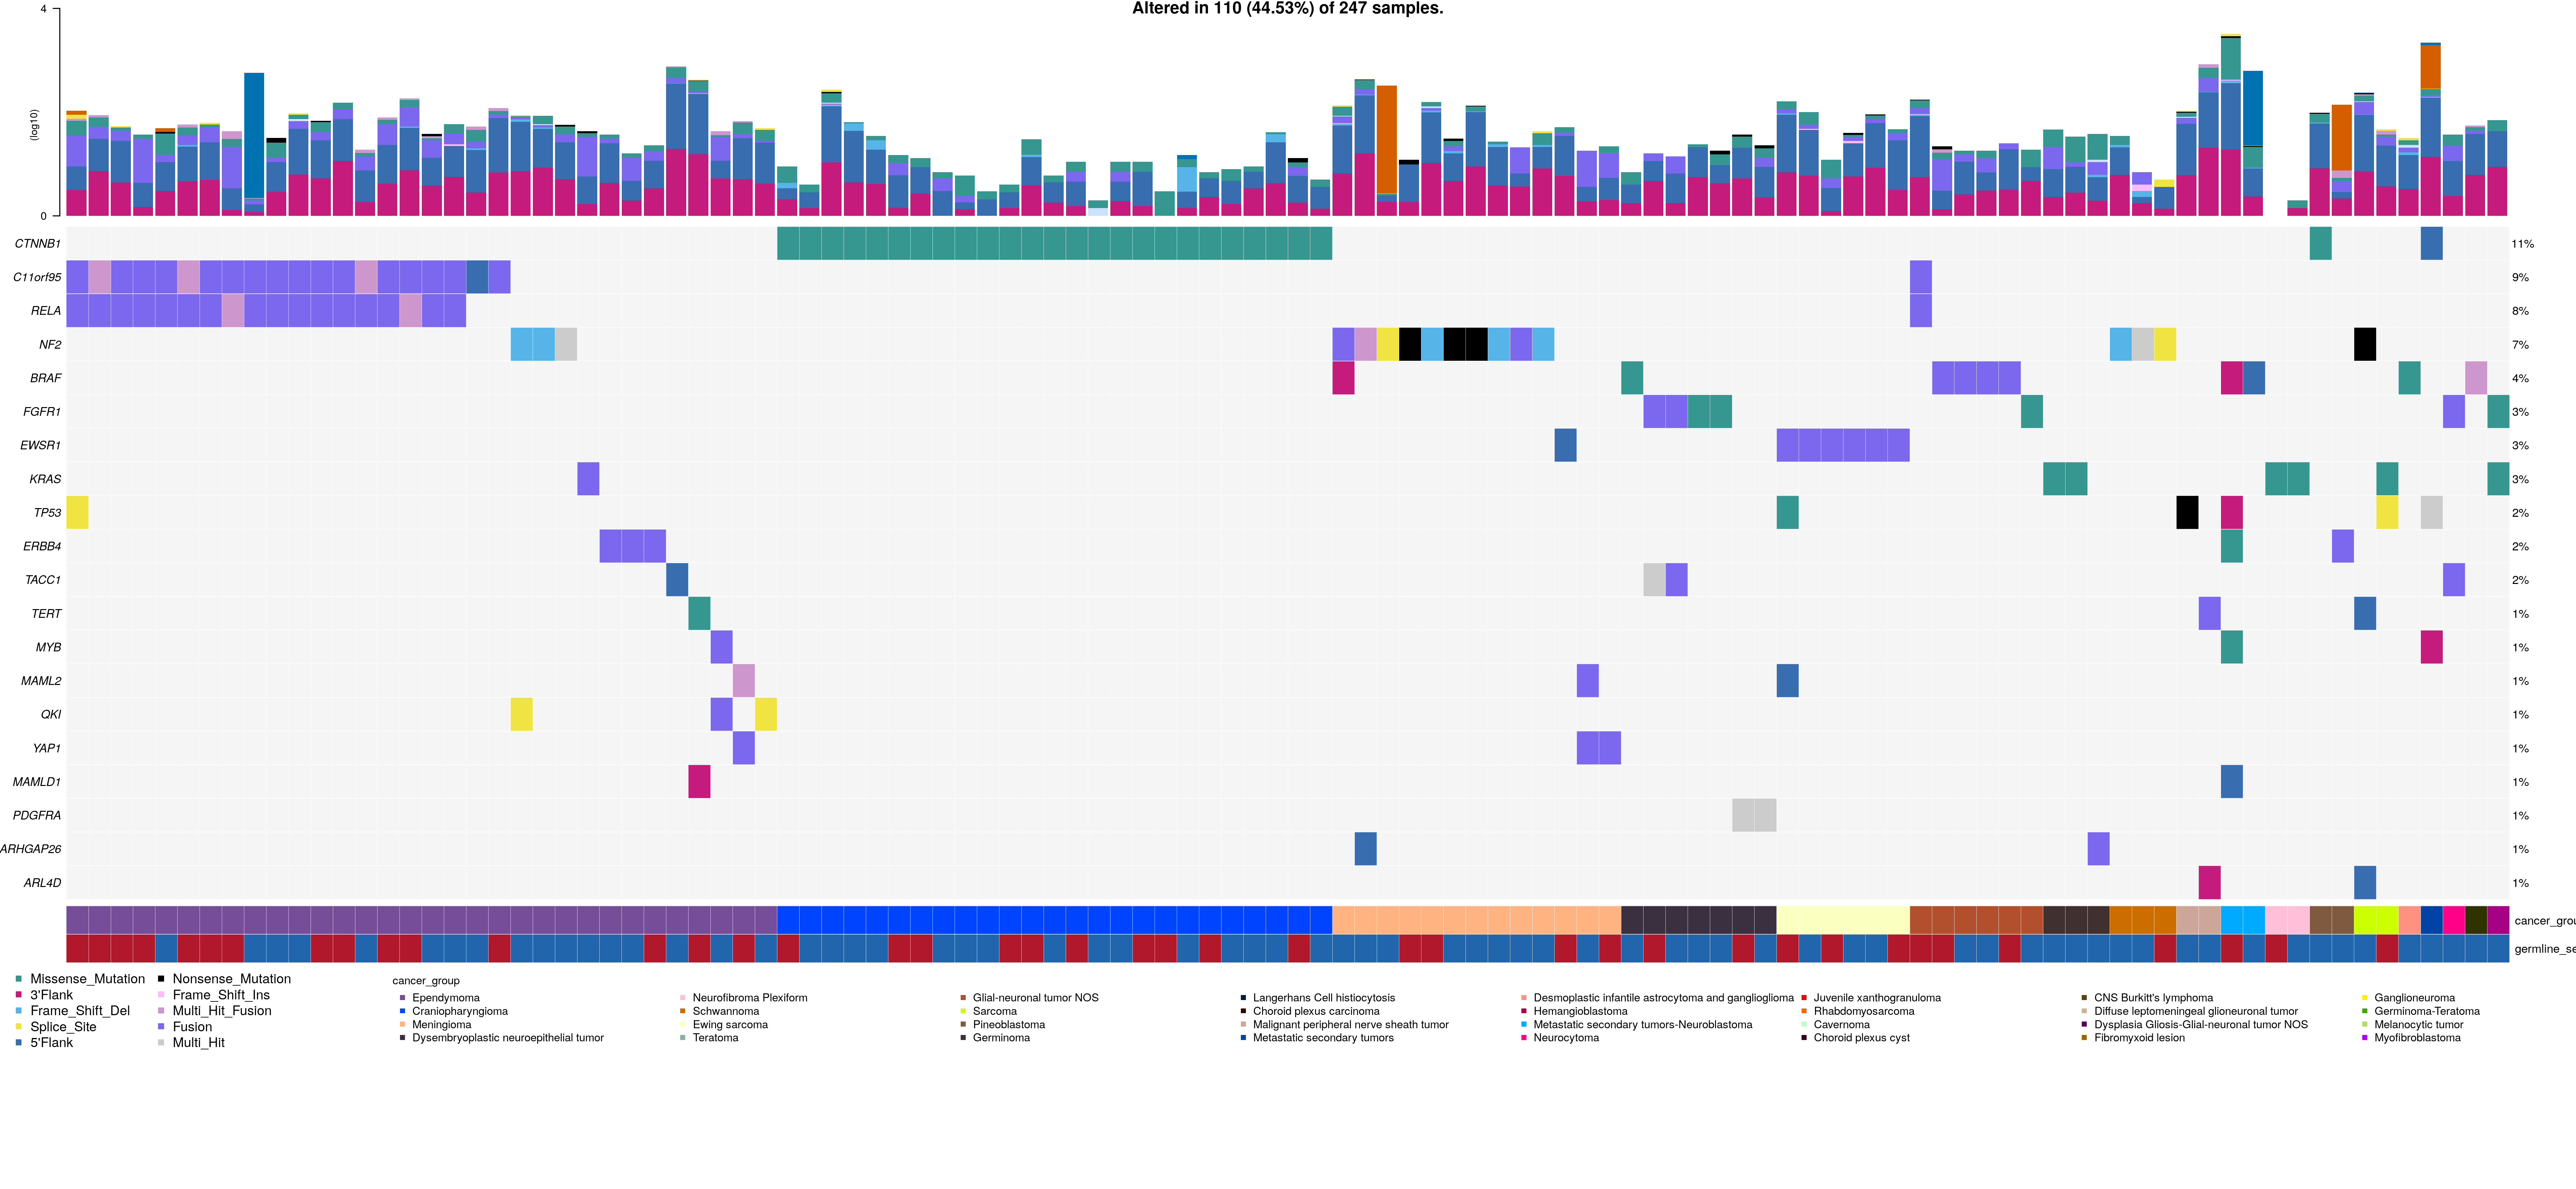 Altered in 110 (44.53%) of 247 samples.
4
(log10)
0
CTNNB1 11%
C11orf95 9%
RELA 8%
NF2 7%
BRAF 4%
FGFR1 3%
EWSR1 3%
KRAS 3%
TP53 2%
ERBB4 2%
TACC1 2%
TERT 1%
MYB 1%
MAML2 1%
QKI 1%
YAP1 1%
MAMLD1 1%
PDGFRA 1%
ARHGAP26 1%
ARL4D 1%
cancer_grou
germline_se
Missense_Mutation
3'Flank
Frame_Shift_Del
Splice_Site
5'Flank
Nonsense_Mutation
Frame_Shift_Ins
Multi_Hit_Fusion
Fusion
Multi_Hit
cancer_group
Ependymoma
Craniopharyngioma
Meningioma
Dysembryoplastic neuroepithelial tumor
Neurofibroma Plexiform
Schwannoma
Ewing sarcoma
Teratoma
Glial-neuronal tumor NOS
Sarcoma
Pineoblastoma
Germinoma
Langerhans Cell histiocytosis
Choroid plexus carcinoma
Malignant peripheral nerve sheath tumor
Metastatic secondary tumors
Desmoplastic infantile astrocytoma and ganglioglioma
Hemangioblastoma
Metastatic secondary tumors-Neuroblastoma
Neurocytoma
Juvenile xanthogranuloma
Rhabdomyosarcoma
Cavernoma
Choroid plexus cyst
CNS Burkitt's lymphoma
Diffuse leptomeningeal glioneuronal tumor
Dysplasia Gliosis-Glial-neuronal tumor NOS
Fibromyxoid lesion
Ganglioneuroma
Germinoma-Teratoma
Melanocytic tumor
Myofibroblastoma